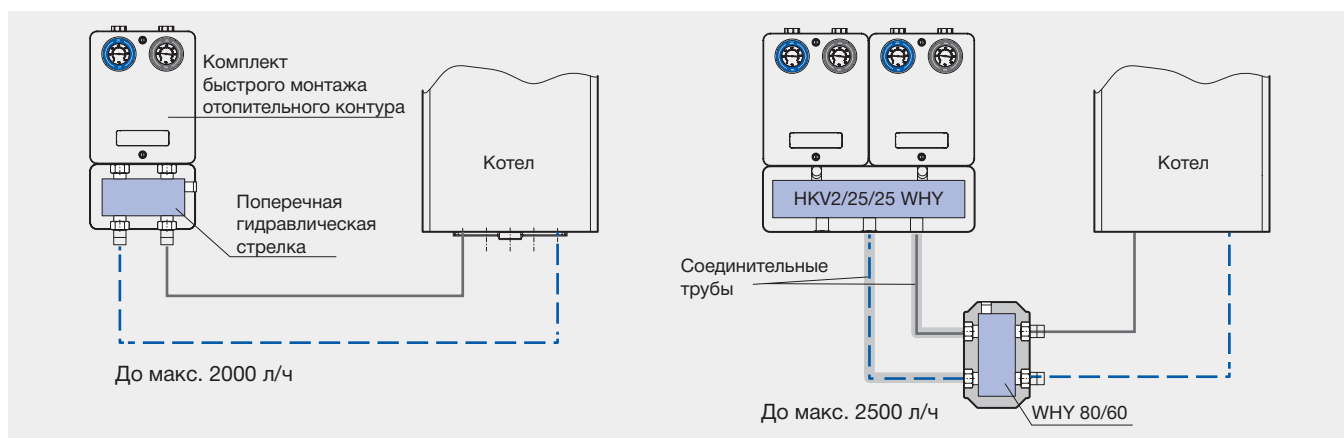 Комплект
быстрого монтажа
отопительного контура
Котел
Поперечная
гидравлическая
стрелка
До макс. 2000 л/ч
Котел
HKV2/25/25 WHY
Соединительные
трубы
До макс. 2500 л/ч
WHY 80/60